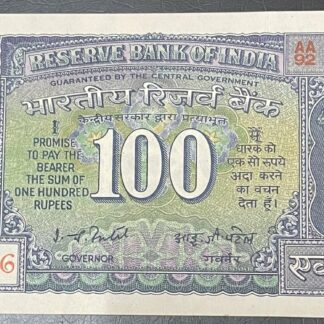 RESERVE BANK OF INDIA
AA
92
GUARANTEED BY THE CENTRAL GOVERNMENT
भारतीय रिज़र्व बैंक
केन्द्रीय सरकार द्वारा प्रत्याभूत
I
PROMISE
TO PAY THE
BEARER
THE SUM OF
ONE HUNDRED
RUPEES
100
मैं
धारक को
एक सौ रुपये
अदा करने
का वचन
देता हूँ।
GOVERNOR
गवर्नर
6